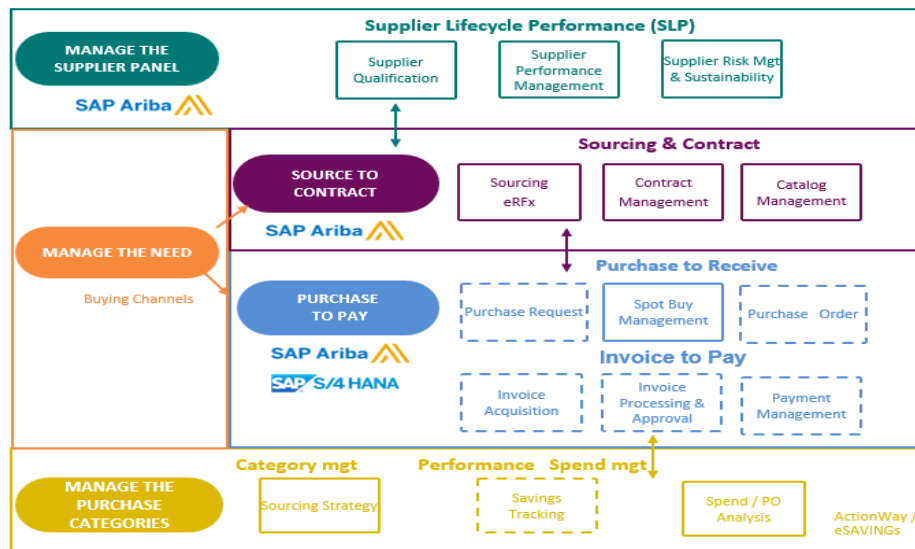 Supplier Lifecycle Performance (SLP)
MANAGE THE
SUPPLIER PANEL
SAP Ariba
Supplier
Qualification
Supplier
Performance
Management
Supplier Risk Mgt
& Sustainability
Sourcing & Contract
SOURCE TO
CONTRACT
SAP Ariba
Sourcing
eRFx
Contract
Management
Catalog
Management
MANAGE THE NEED
Buying Channels
Purchase to Receive
PURCHASE
TO PAY
SAP Ariba
SAP S/4 HANA
Purchase Request
Spot Buy
Management
Purchase Order
Invoice to Pay
Invoice
Acquisition
Invoice
Processing &
Approval
Payment
Management
Category mgt
Performance Spend mgt
MANAGE THE
PURCHASE
CATEGORIES
Sourcing Strategy
Savings
Tracking
Spend / PO
Analysis
ActionWay /
eSAVINGs